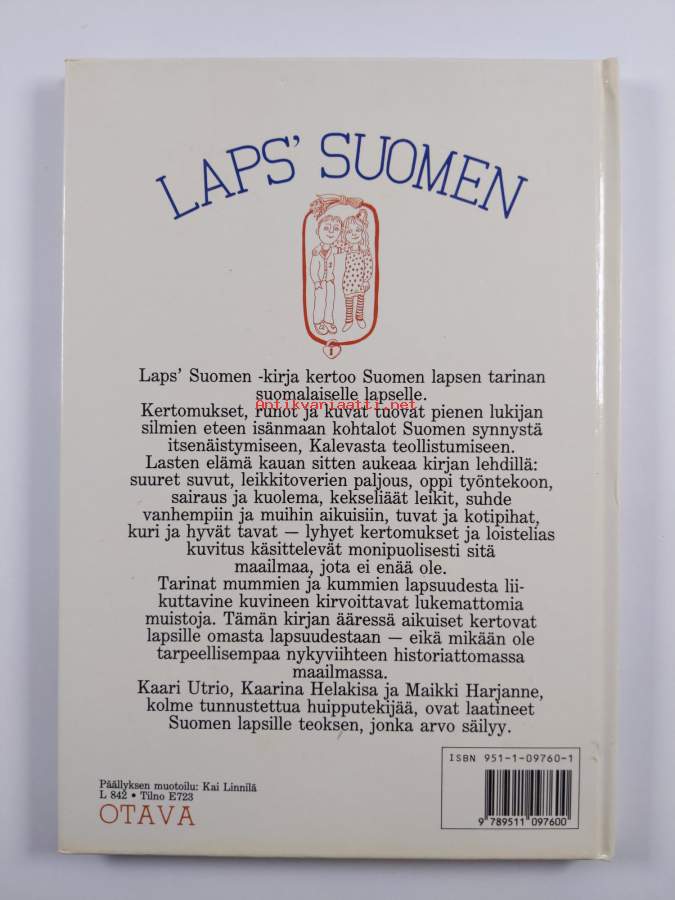 LAPS' SUOMEN
Laps' Suomen -kirja kertoo Suomen lapsen tarinan
suomalaiselle lapselle.
Antikvariaatti.net
Kertomukset, runot ja kuvat tuovat pienen lukijan
silmien eteen isänmaan kohtalot Suomen synnystä
itsenäistymiseen, Kalevasta teollistumiseen.
Lasten elämä kauan sitten aukeaa kirjan lehdillä:
suuret suvut, leikkitoverien paljous, oppi työntekoon,
sairaus ja kuolema, kekseliäät leikit, suhde
vanhempiin ja muihin aikuisiin, tuvat ja kotipihat,
kuri ja hyvät tavat — lyhyet kertomukset ja loistelias
kuvitus käsittelevät monipuolisesti sitä
maailmaa, jota ei enää ole.
Tarinat mummien ja kummien lapsuudesta lii-
kuttavine kuvineen kirvoittavat lukemattomia
muistoja. Tämän kirjan ääressä aikuiset kertovat
lapsille omasta lapsuudestaan — eikä mikään ole
tarpeellisempaa nykyviihteen historiattomassa
maailmassa.
Kaari Utrio, Kaarina Helakisa ja Maikki Harjanne,
kolme tunnustettua huipputekijää, ovat laatineet
Suomen lapsille teoksen, jonka arvo säilyy.
ISBN 951-1-09760-1
9 789511 097600
Päällyksen muotoilu: Kai Linnilä
L 842 • Tilno E723
OTAVA